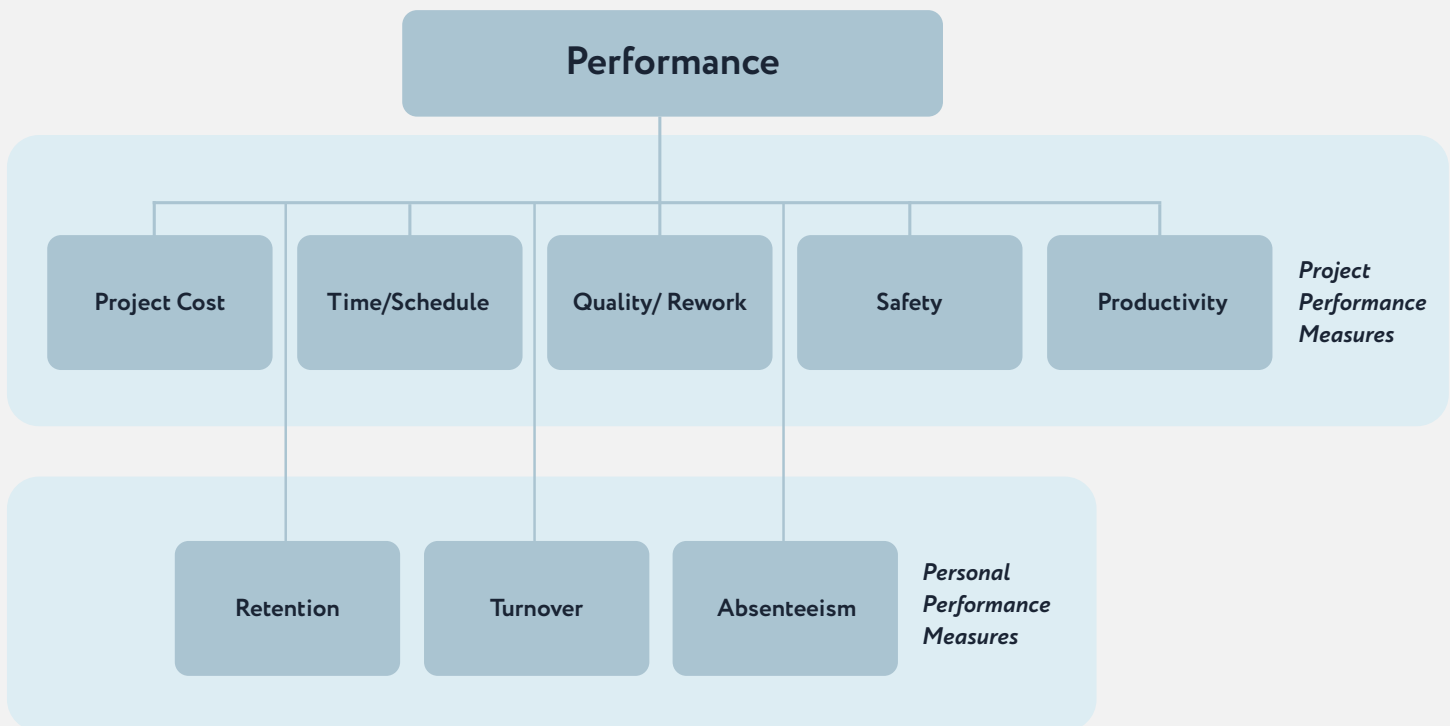 Performance
Project Cost
Time/Schedule
Quality/ Rework
Safety
Productivity
Project
Performance
Measures
Retention
Turnover
Absenteeism
Personal
Performance
Measures